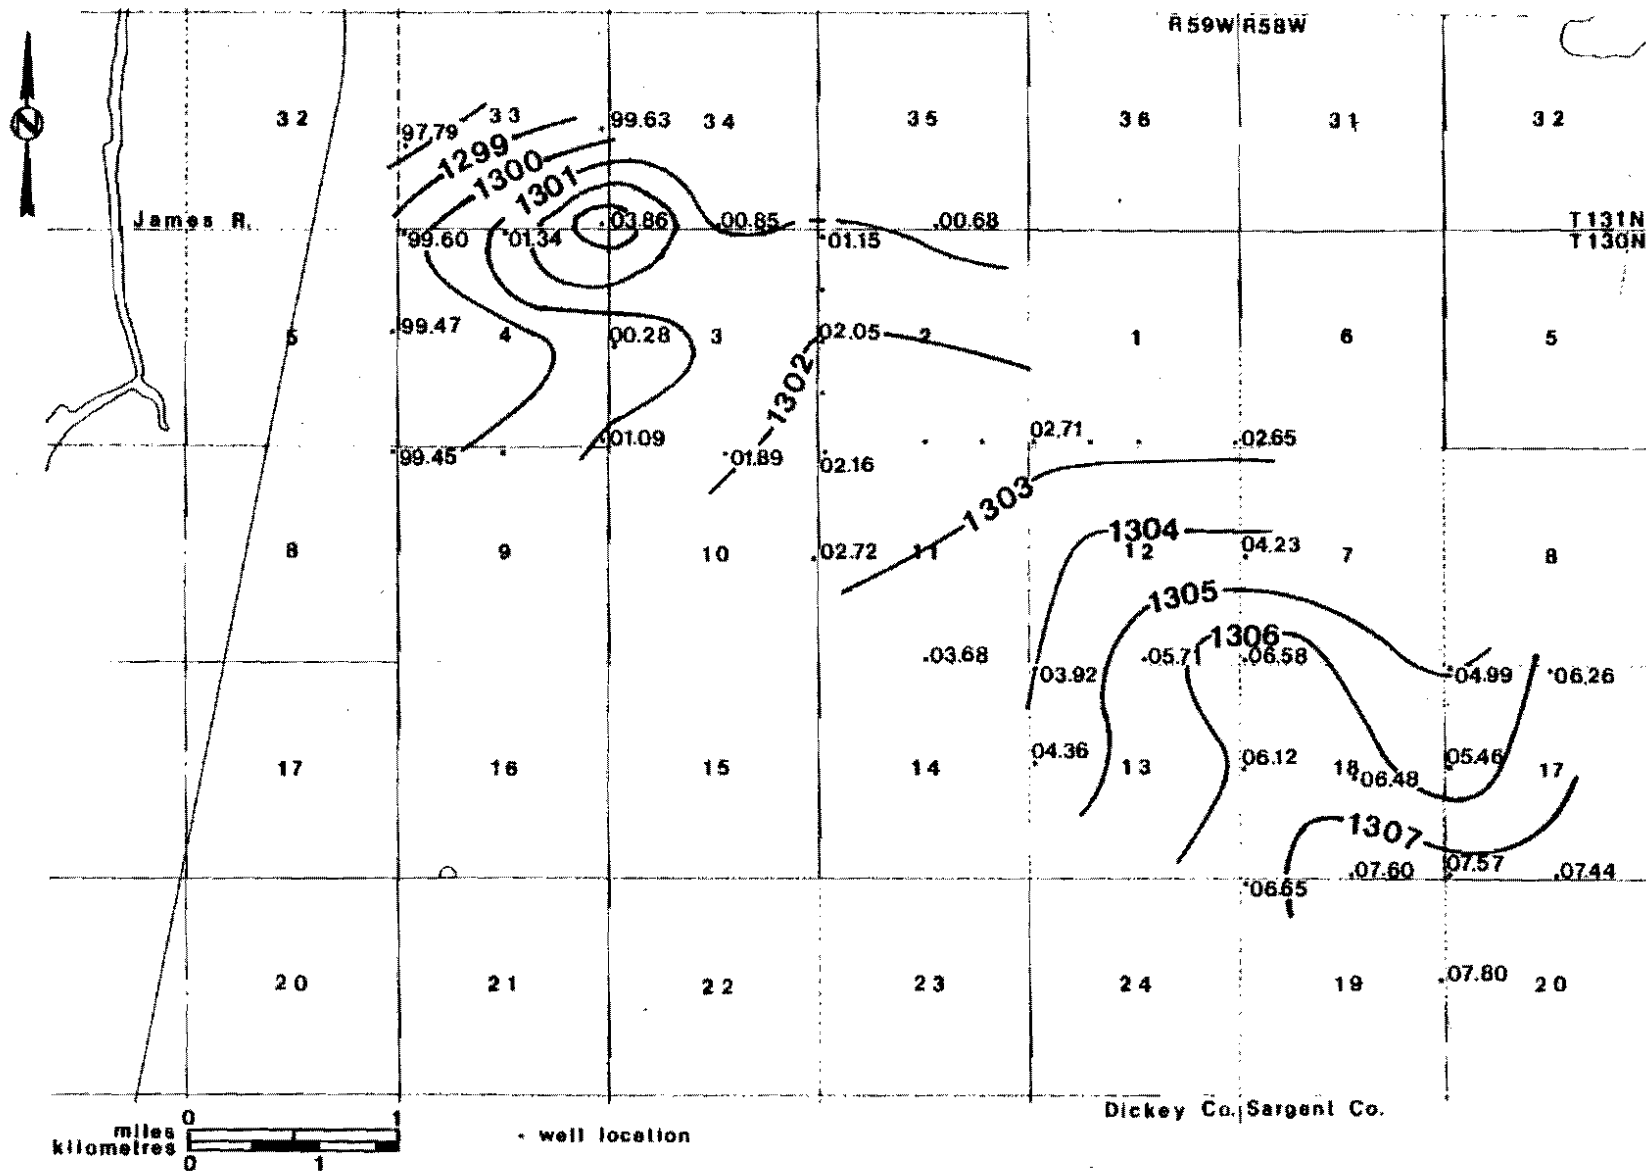 R59W R58W
N
32 33 34 35 36 31 32
97.79 99.63
1299
1300
1301
James R.
03.86 00.85 00.68
T131N
99.60 01.34 01.15
T130N
99.47 00.28 02.05
5 4 3 2 1 6 5
1302
01.09 02.71 02.65
99.45 01.89 02.16
1303
1304
8 9 10 02.72 11 12 04.23 7 8
1305
1306
03.68 05.71 06.58
03.92 04.99 06.26
04.36 06.12 05.46
17 16 15 14 13 18 06.48 17
1307
07.60 07.57 07.44
06.65
20 21 22 23 24 19 07.80 20
Dickey Co. Sargent Co.
0 1
miles
kilometres
0 1
• well location